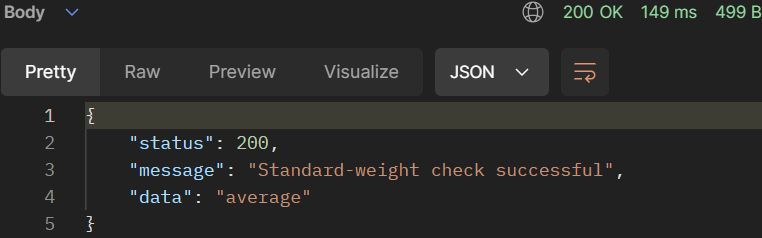 Body 200 OK 149 ms 499 B
Pretty Raw Preview Visualize JSON
1 {
2 "status": 200,
3 "message": "Standard-weight check successful",
4 "data": "average"
5 }